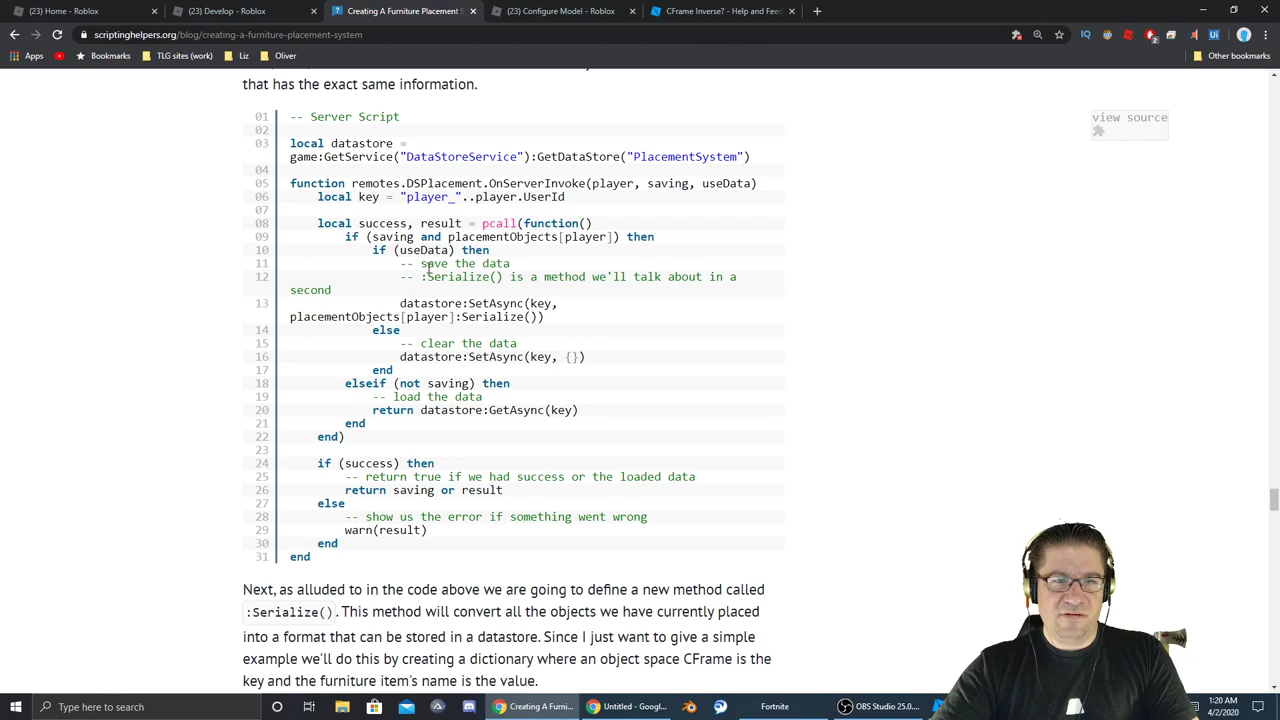 (23) Home - Roblox
(23) Develop - Roblox
Creating A Furniture Placement S
(23) Configure Model - Roblox
CFrame Inverse? - Help and Feed
scriptinghelpers.org/blog/creating-a-furniture-placement-system
Apps
Bookmarks
TLG sites (work)
Liz
Oliver
Other bookmarks
that has the exact same information.
view source
01 -- Server Script
02
03 local datastore =
game:GetService("DataStoreService"):GetDataStore("PlacementSystem")
04
05 function remotes.DSPlacement.OnServerInvoke(player, saving, useData)
06 local key = "player_"..player.UserId
07
08 local success, result = pcall(function()
09 if (saving and placementObjects[player]) then
10 if (useData) then
11 -- save the data
12 -- :Serialize() is a method we'll talk about in a
second
13 datastore:SetAsync(key,
placementObjects[player]:Serialize())
14 else
15 -- clear the data
16 datastore:SetAsync(key, {})
17 end
18 elseif (not saving) then
19 -- load the data
20 return datastore:GetAsync(key)
21 end
22 end)
23
24 if (success) then
25 -- return true if we had success or the loaded data
26 return saving or result
27 else
28 -- show us the error if something went wrong
29 warn(result)
30 end
31 end
Next, as alluded to in the code above we are going to define a new method called
:Serialize(). This method will convert all the objects we have currently placed
into a format that can be stored in a datastore. Since I just want to give a simple
example we'll do this by creating a dictionary where an object space CFrame is the
key and the furniture item's name is the value.
Type here to search
Creating A Furni...
Untitled - Googl...
Fortnite
OBS Studio 25.0....
1:20 AM
4/2/2020